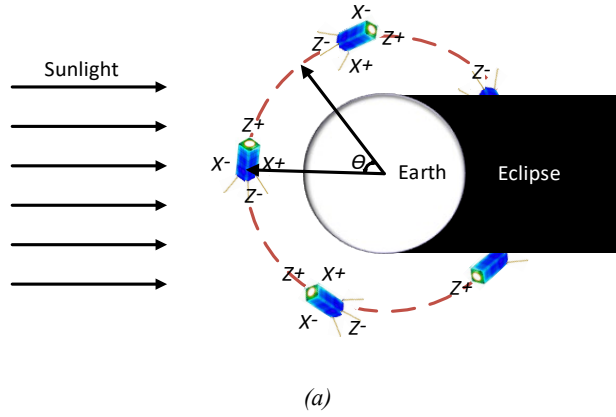 X-
Z-
Z+
X+
Z-
Sunlight
Z+
X-
X+
Z-
Θ
Earth
Eclipse
Z+
X+
X-
Z-
Z+
(a)